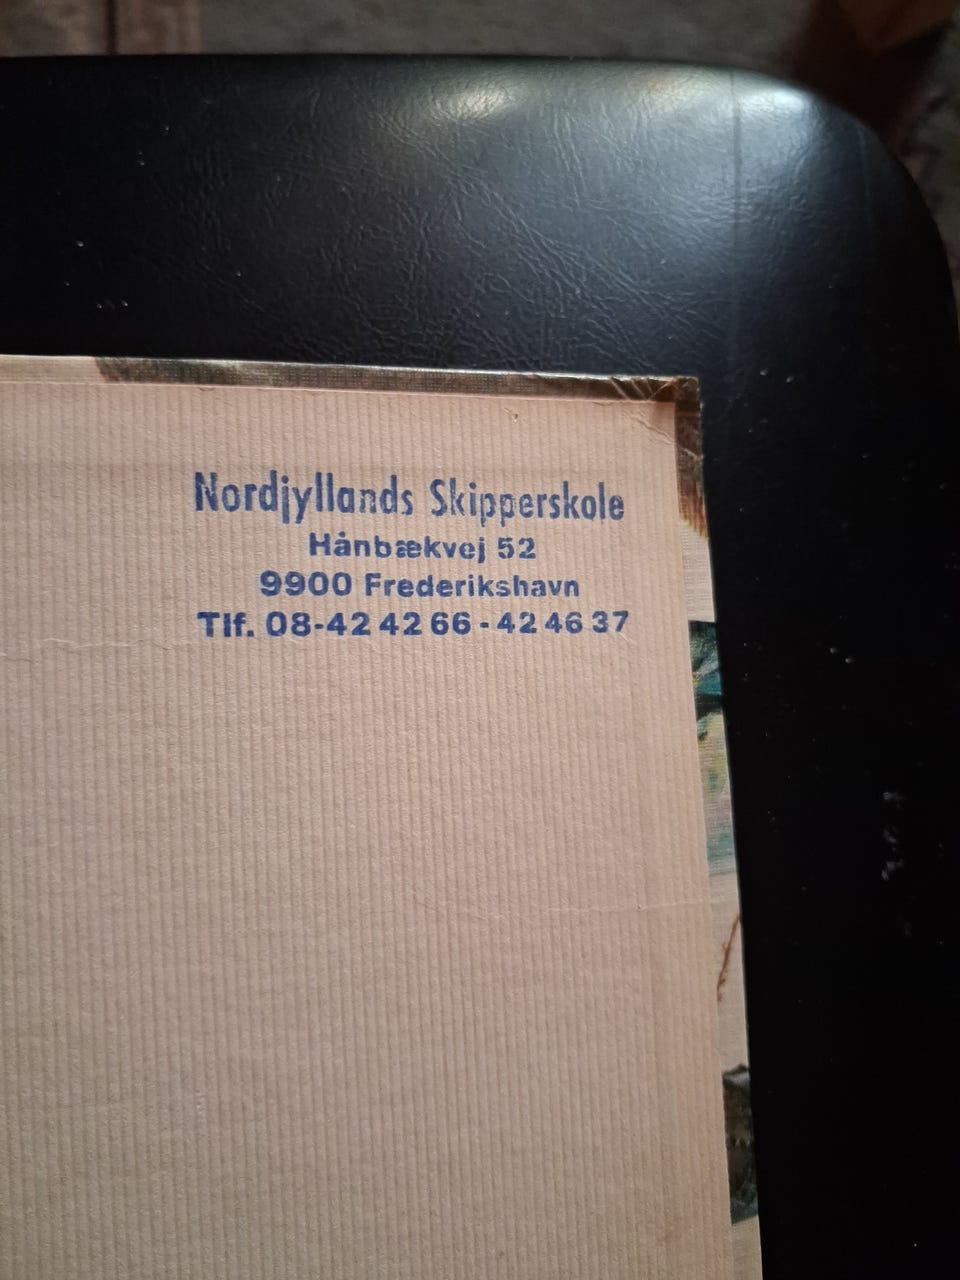 Nordjyllands Skipperskole
Hånbækvej 52
9900 Frederikshavn
Tlf. 08-42 42 66 - 42 46 37